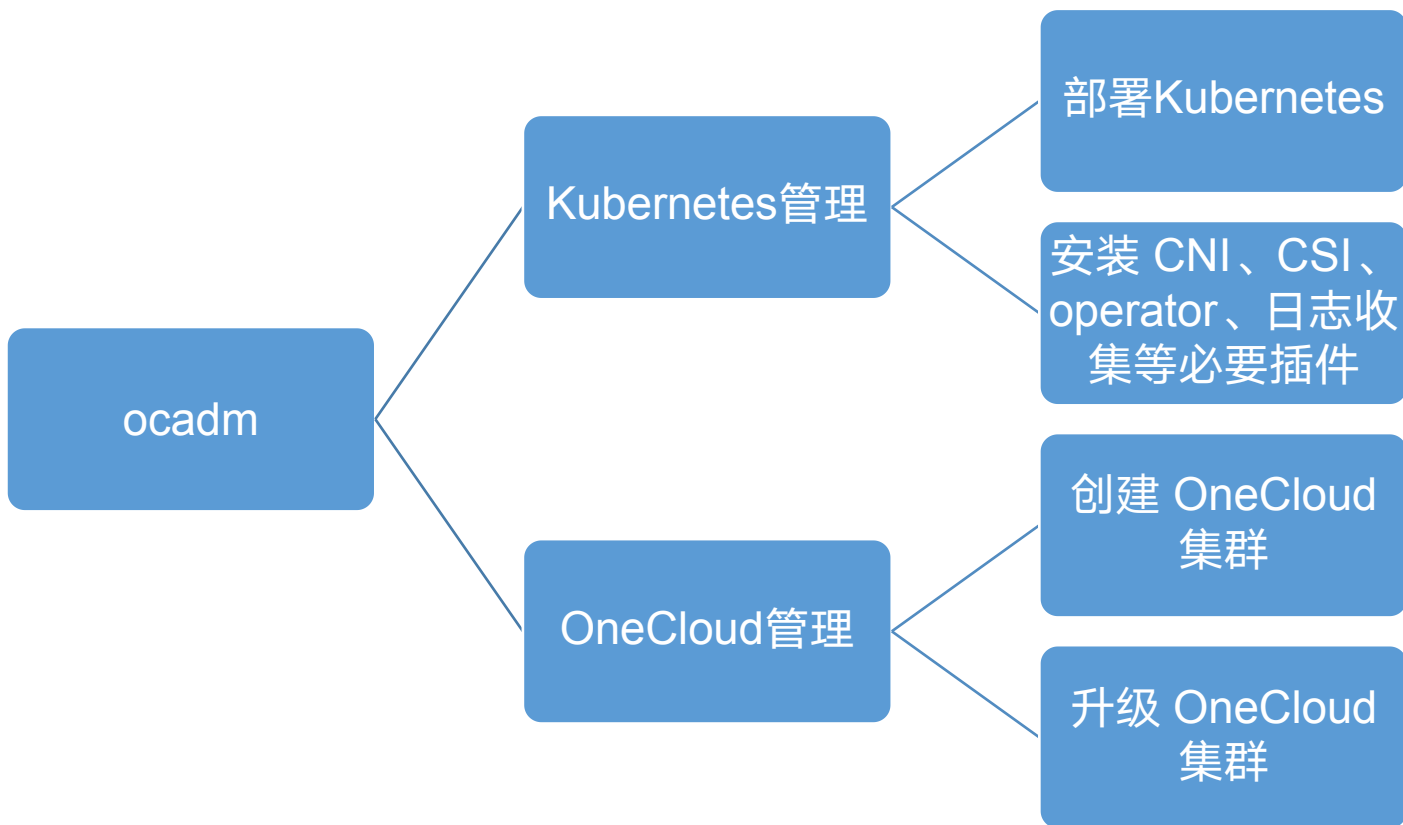 ocadm
Kubernetes管理
OneCloud管理
部署Kubernetes
安装 CNI、CSI、
operator、日志收
集等必要插件
创建 OneCloud
集群
升级 OneCloud
集群